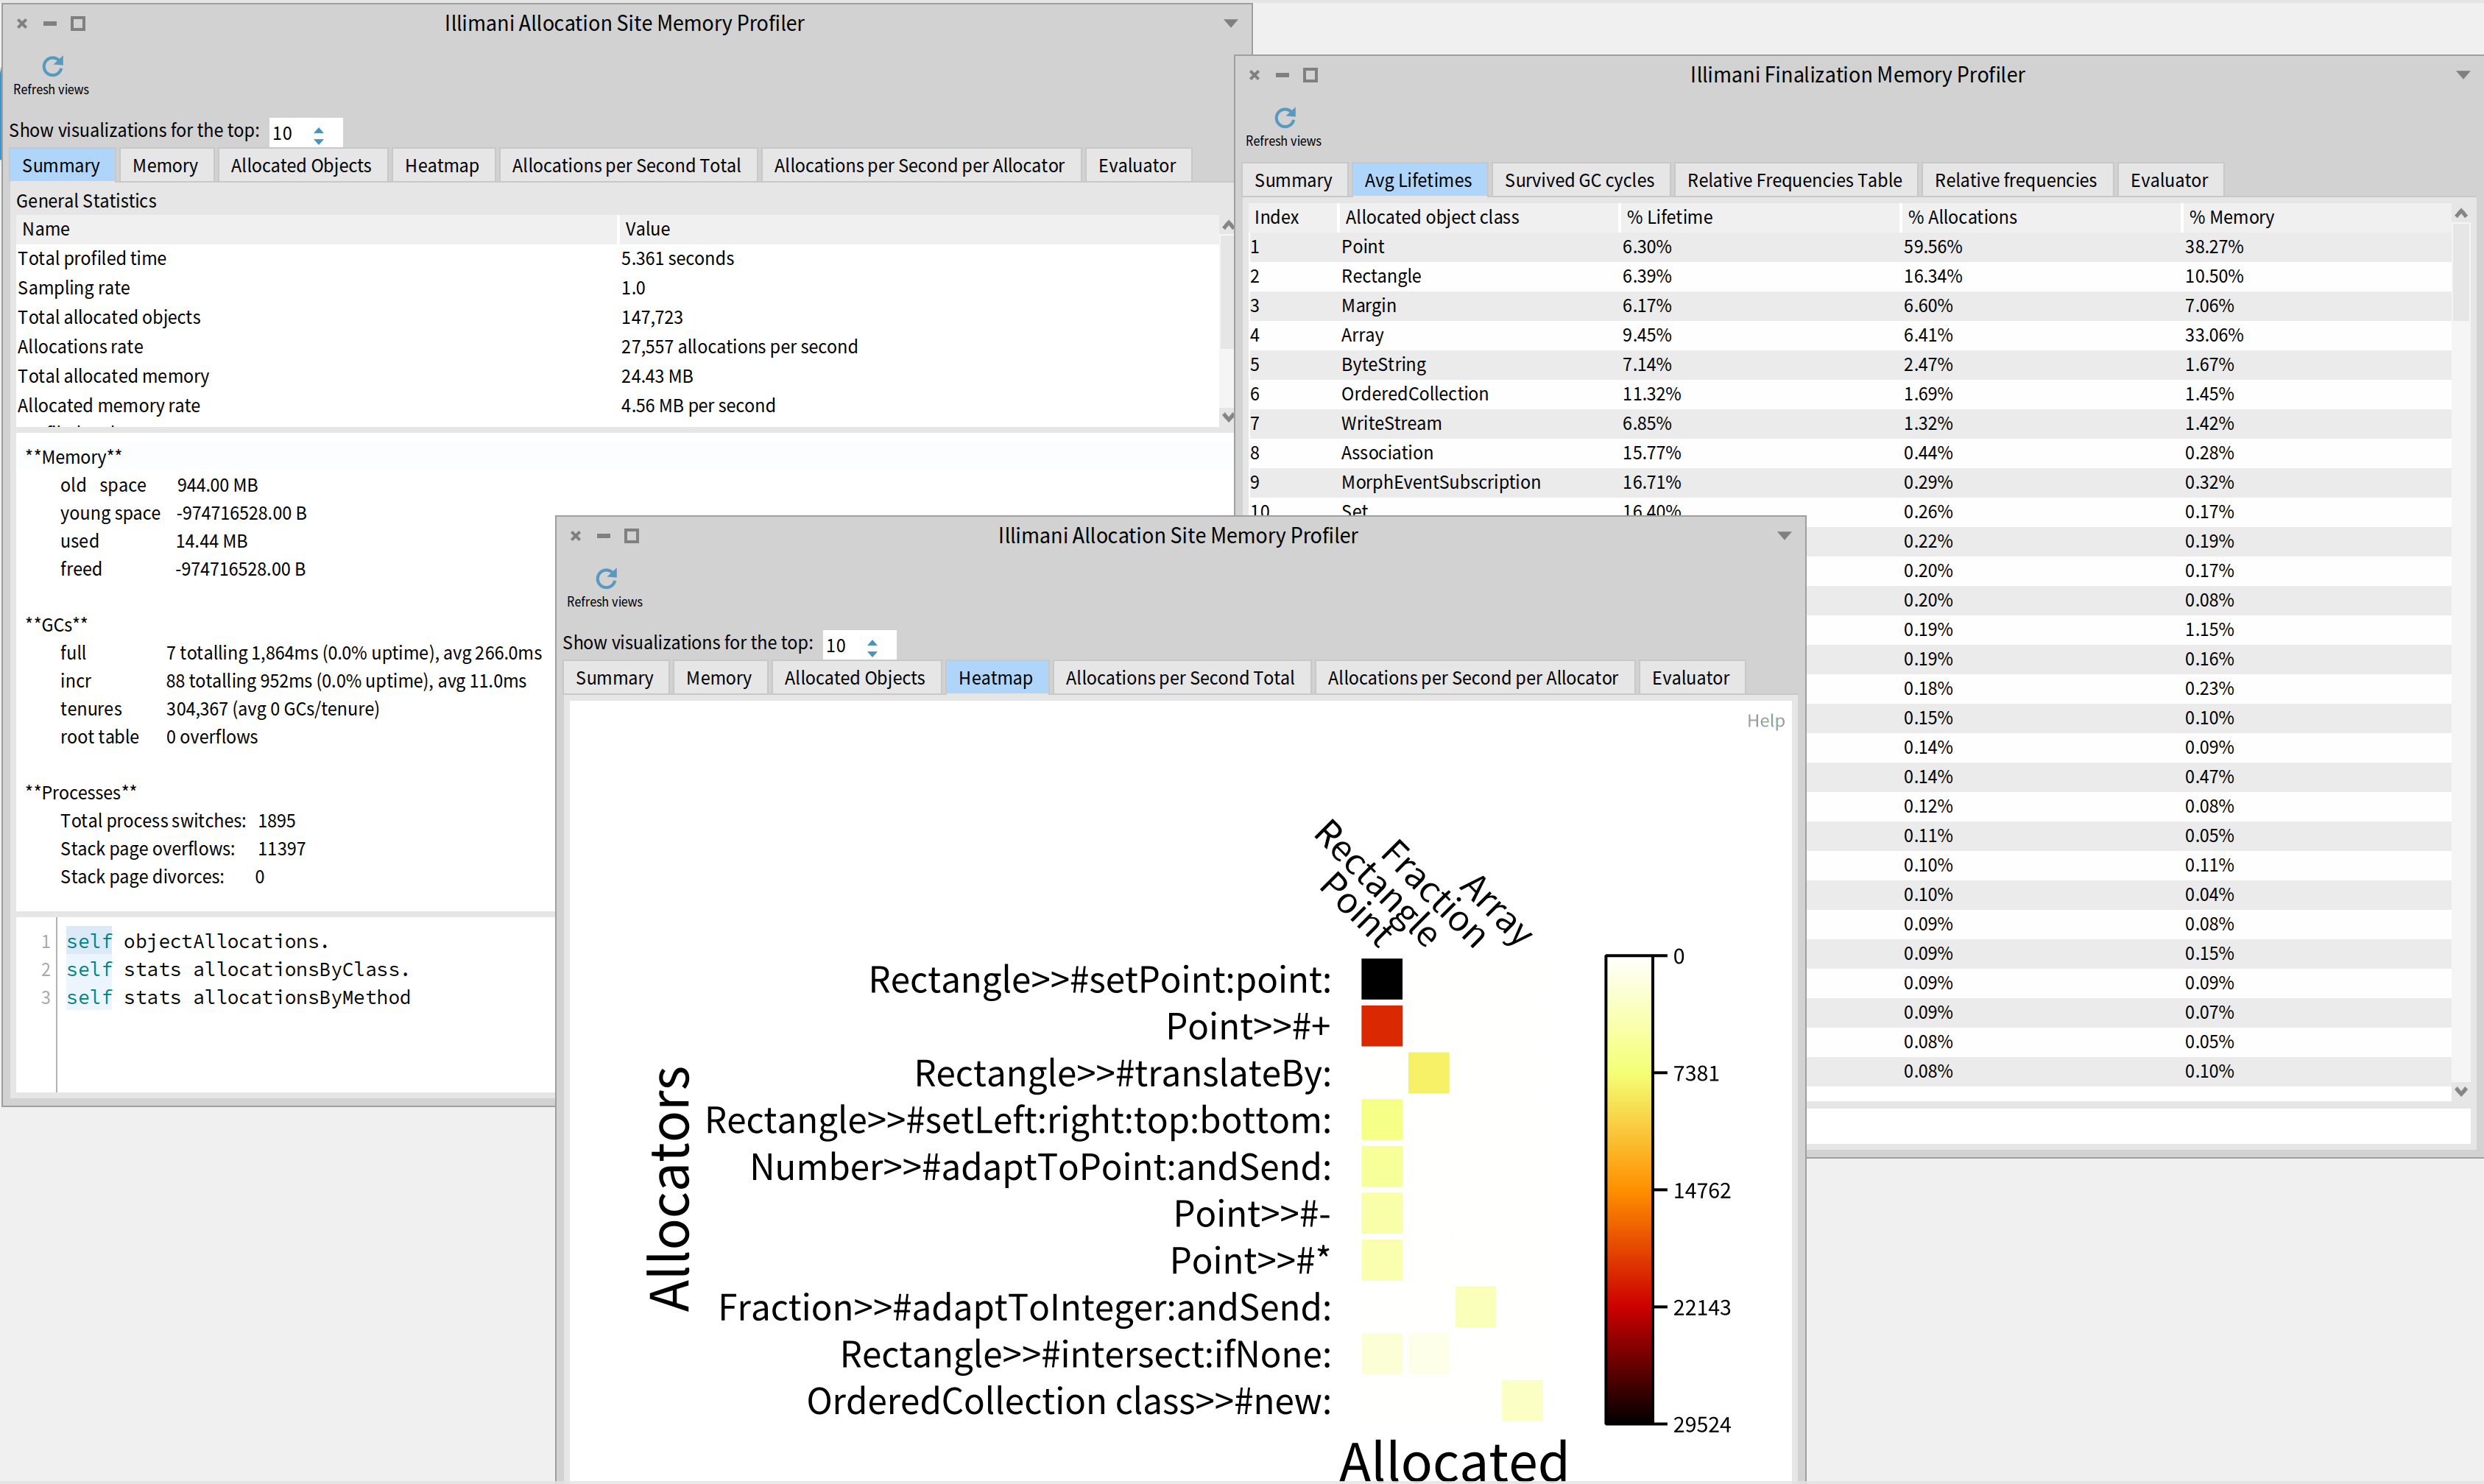 Illimani Allocation Site Memory Profiler
Refresh views
Show visualizations for the top: 10
Summary Memory Allocated Objects Heatmap Allocations per Second Total Allocations per Second per Allocator Evaluator
General Statistics
Name Value
Total profiled time 5.361 seconds
Sampling rate 1.0
Total allocated objects 147,723
Allocations rate 27,557 allocations per second
Total allocated memory 24.43 MB
Allocated memory rate 4.56 MB per second
**Memory**
old space 944.00 MB
young space -974716528.00 B
used 14.44 MB
freed -974716528.00 B
**GCs**
full 7 totalling 1,864ms (0.0% uptime), avg 266.0ms
incr 88 totalling 952ms (0.0% uptime), avg 11.0ms
tenures 304,367 (avg 0 GCs/tenure)
root table 0 overflows
**Processes**
Total process switches: 1895
Stack page overflows: 11397
Stack page divorces: 0
1 self objectAllocations.
2 self stats allocationsByClass.
3 self stats allocationsByMethod
Illimani Finalization Memory Profiler
Refresh views
Summary Avg Lifetimes Survived GC cycles Relative Frequencies Table Relative frequencies Evaluator
Index Allocated object class % Lifetime % Allocations % Memory
1 Point 6.30% 59.56% 38.27%
2 Rectangle 6.39% 16.34% 10.50%
3 Margin 6.17% 6.60% 7.06%
4 Array 9.45% 6.41% 33.06%
5 ByteString 7.14% 2.47% 1.67%
6 OrderedCollection 11.32% 1.69% 1.45%
7 WriteStream 6.85% 1.32% 1.42%
8 Association 15.77% 0.44% 0.28%
9 MorphEventSubscription 16.71% 0.29% 0.32%
10 Set 16.40% 0.26% 0.17%
0.22% 0.19%
0.20% 0.17%
0.20% 0.08%
0.19% 1.15%
0.19% 0.16%
0.18% 0.23%
0.15% 0.10%
0.14% 0.09%
0.14% 0.47%
0.12% 0.08%
0.11% 0.05%
0.10% 0.11%
0.10% 0.04%
0.09% 0.08%
0.09% 0.15%
0.09% 0.09%
0.09% 0.07%
0.08% 0.05%
0.08% 0.10%
Illimani Allocation Site Memory Profiler
Refresh views
Show visualizations for the top: 10
Summary Memory Allocated Objects Heatmap Allocations per Second Total Allocations per Second per Allocator Evaluator
Help
Point
Rectangle
Fraction
Array
Allocators
Rectangle>>#setPoint:point:
Point>>#+
Rectangle>>#translateBy:
Rectangle>>#setLeft:right:top:bottom:
Number>>#adaptToPoint:andSend:
Point>>#-
Point>>#*
Fraction>>#adaptToInteger:andSend:
Rectangle>>#intersect:ifNone:
OrderedCollection class>>#new:
0
7381
14762
22143
29524
Allocated